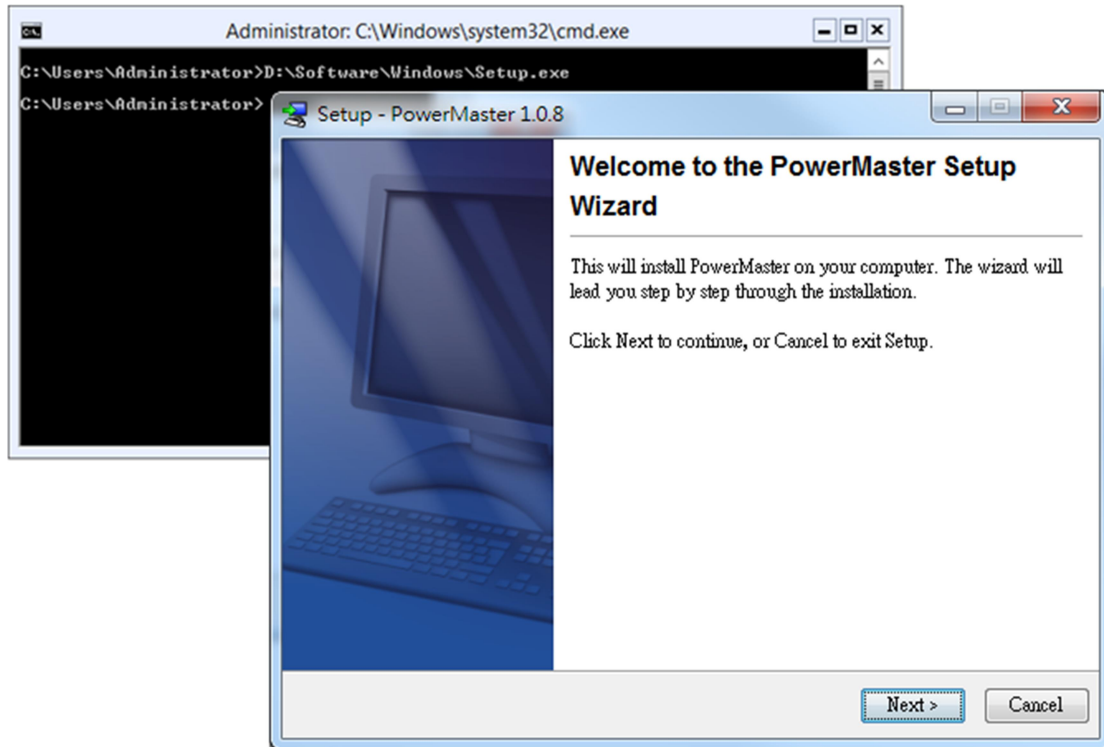 Administrator: C:\Windows\system32\cmd.exe
C:\Users\Administrator>D:\Software\Windows\Setup.exe
C:\Users\Administrator>
Setup - PowerMaster 1.0.8
Welcome to the PowerMaster Setup
Wizard
This will install PowerMaster on your computer. The wizard will
lead you step by step through the installation.
Click Next to continue, or Cancel to exit Setup.
Next >
Cancel